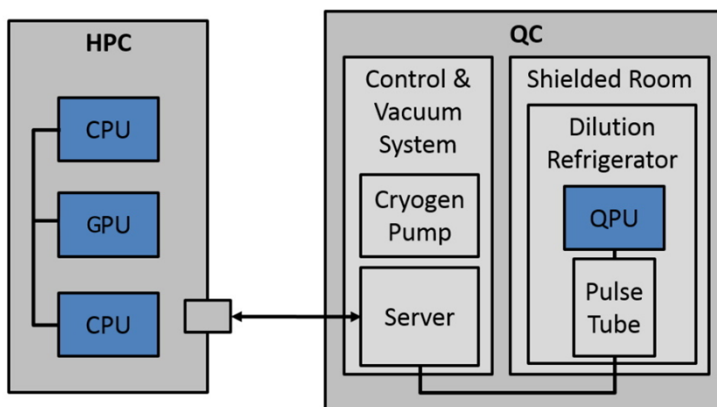 HPC
CPU
GPU
CPU
QC
Control &
Vacuum
System
Cryogen
Pump
Server
Shielded Room
Dilution
Refrigerator
QPU
Pulse
Tube